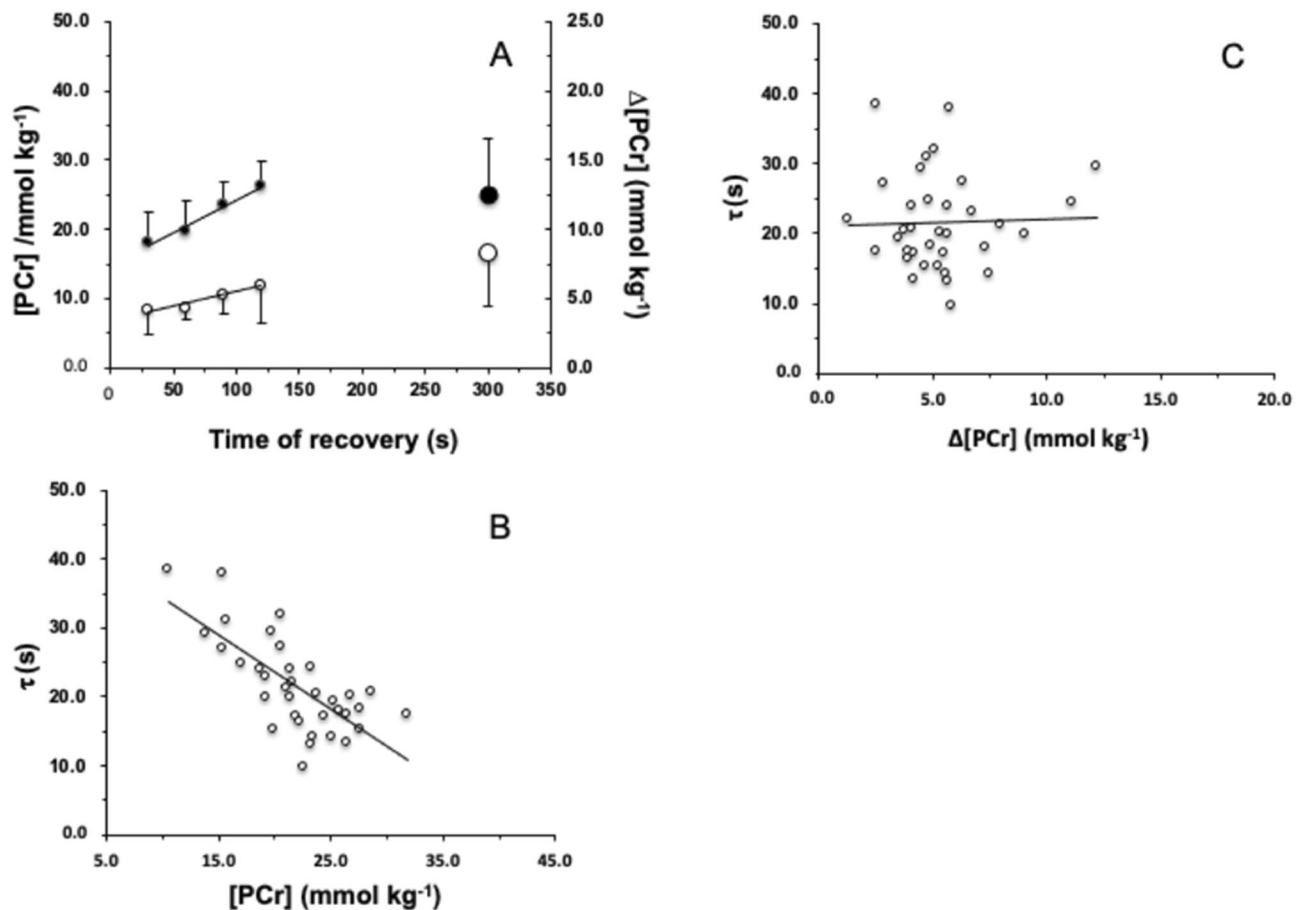 A
50.0
40.0
30.0
20.0
10.0
0.0
[PCr] /mmol kg⁻¹)
25.0
20.0
15.0
10.0
5.0
0.0
Δ[PCr] (mmol kg⁻¹)
0 50 100 150 200 250 300 350
Time of recovery (s)
C
50.0
40.0
30.0
20.0
10.0
0.0
τ(s)
0.0 5.0 10.0 15.0 20.0
Δ[PCr] (mmol kg⁻¹)
B
50.0
40.0
30.0
20.0
10.0
0.0
τ(s)
5.0 15.0 25.0 35.0 45.0
[PCr] (mmol kg⁻¹)